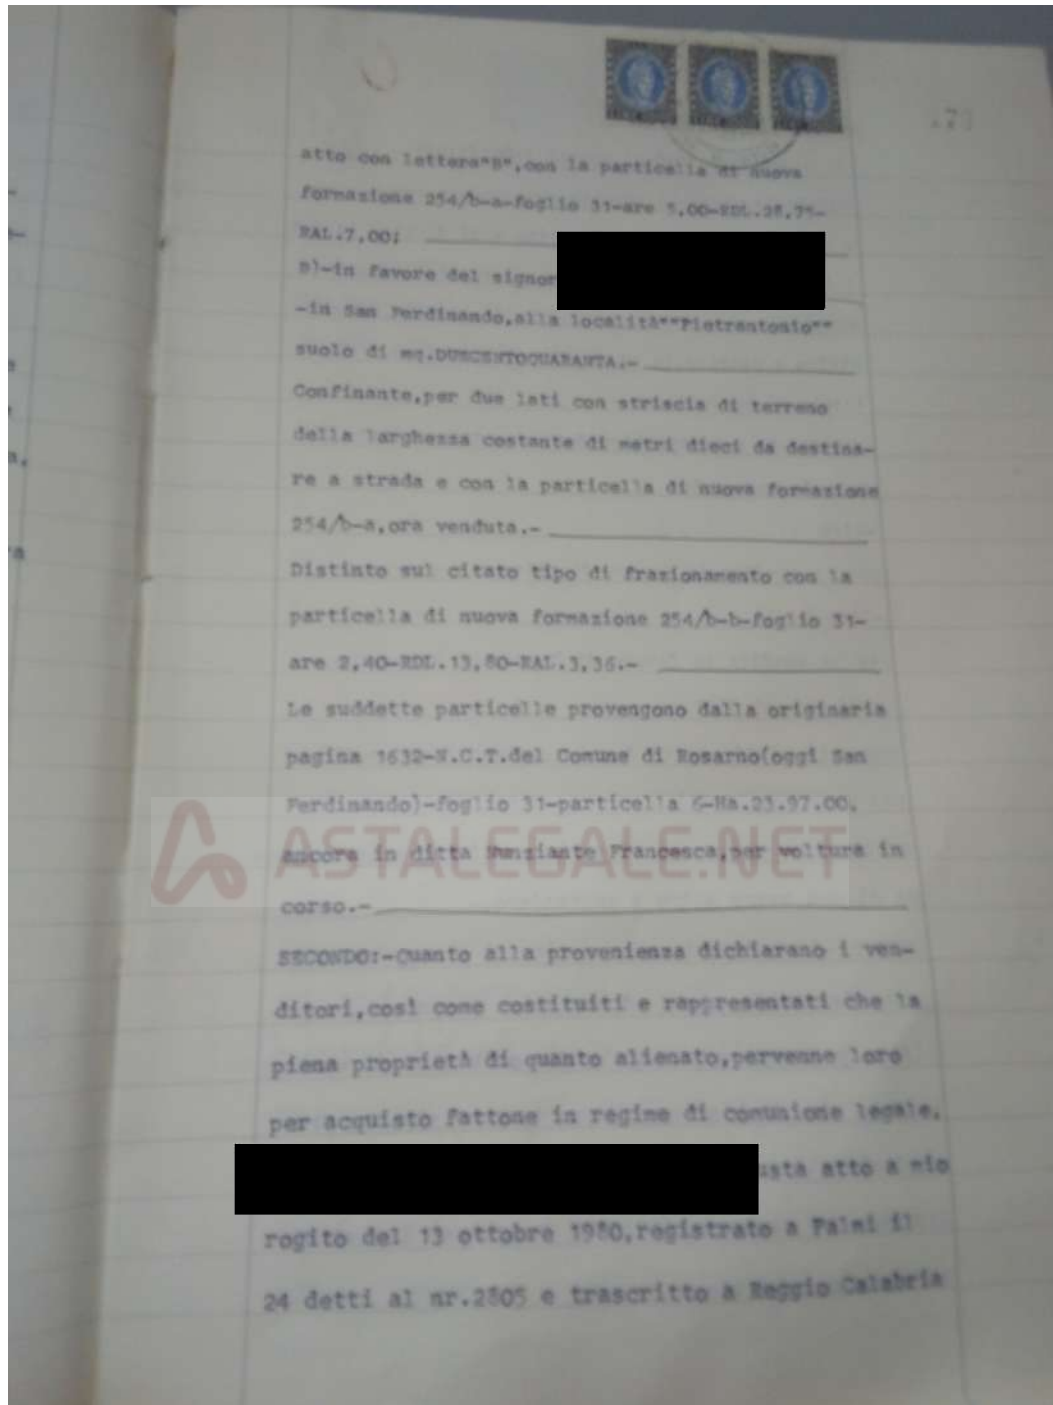 atto con lettera"B",con la particella di nuova
formazione 254/b-a-foglio 31-are 5,00-RDL.28,75-
RAL.7,00;
B)-in favore del signor
-in San Ferdinando,alla località""Pietrantonio""
suolo di mq.DUECENTOQUARANTA.-
Confinante,per due lati con striscia di terreno
della larghezza costante di metri dieci da destina-
re a strada e con la particella di nuova formazione
254/b-a,ora venduta.-
Distinto sul citato tipo di frazionamento con la
particella di nuova formazione 254/b-b-foglio 31-
are 2,40-RDL.13,80-RAL.3,36.-
Le suddette particelle provengono dalla originaria
pagina 1632-N.C.T.del Comune di Rosarno(oggi San
Ferdinando)-foglio 31-particella 6-Ha.23.97.00,
ASTALEGALE.NET
ancora in ditta Nunziante Francesca,per voltura in
corso.-
SECONDO:-Quanto alla provenienza dichiarano i ven-
ditori,così come costituiti e rappresentati che la
piena proprietà di quanto alienato,pervenne loro
per acquisto fattone in regime di comunione legale,
usta atto a mio
rogito del 13 ottobre 1980,registrato a Palmi il
24 detti al nr.2805 e trascritto a Reggio Calabria